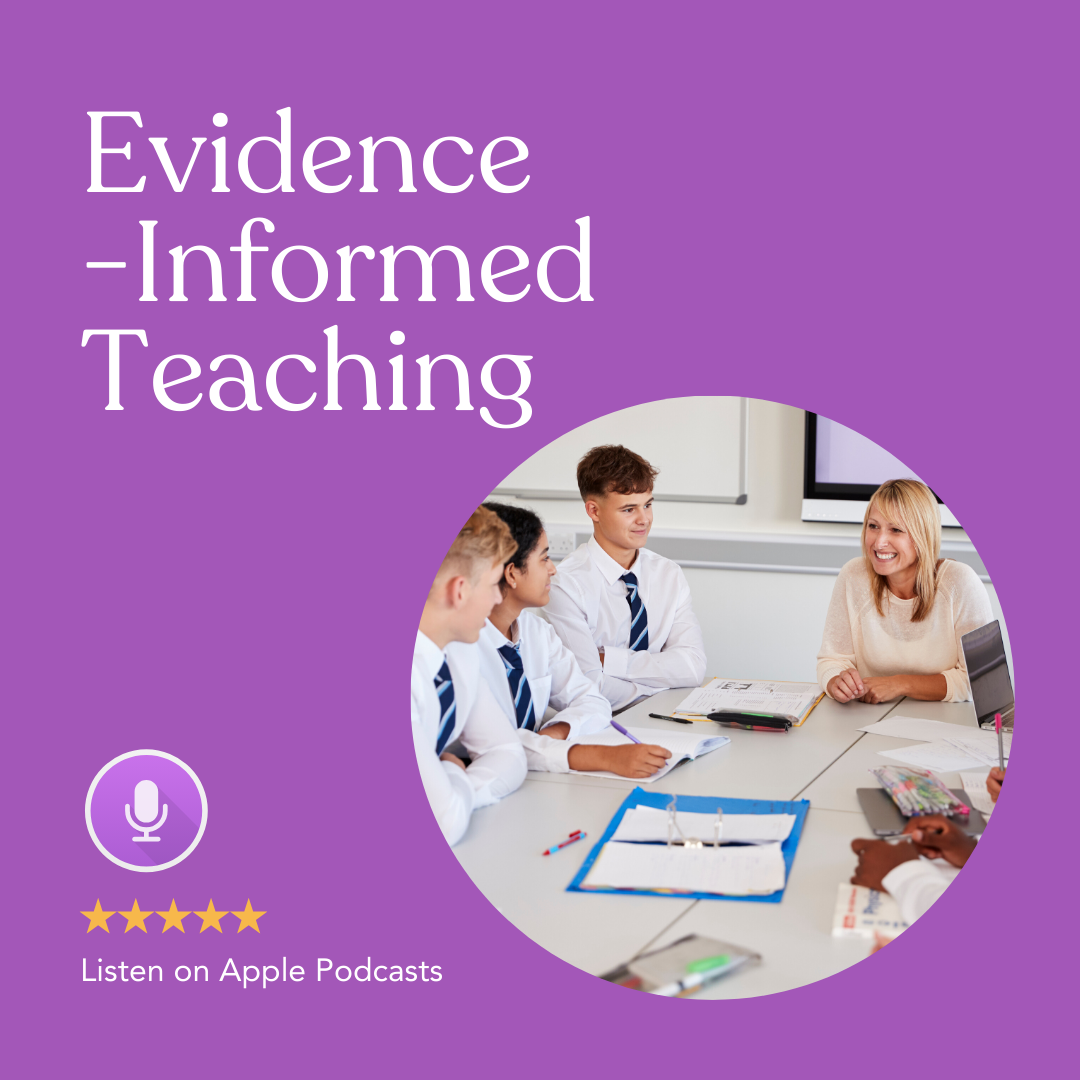 Evidence
-Informed
Teaching
Listen on Apple Podcasts